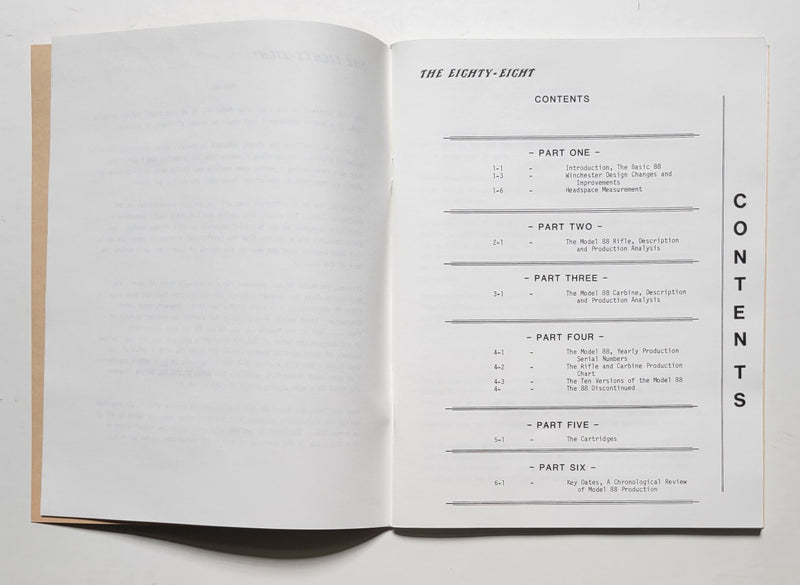 THE EIGHTY-EIGHT
CONTENTS
- PART ONE -
1-1 - Introduction, The Basic 88
1-3 - Winchester Design Changes and
Improvements
1-6 - Headspace Measurement
- PART TWO -
2-1 - The Model 88 Rifle, Description
and Production Analysis
- PART THREE -
3-1 - The Model 88 Carbine, Description
and Production Analysis
- PART FOUR -
4-1 - The Model 88, Yearly Production
Serial Numbers
4-2 - The Rifle and Carbine Production
Chart
4-3 - The Ten Versions of the Model 88
4- - The 88 Discontinued
- PART FIVE -
5-1 - The Cartridges
- PART SIX -
6-1 - Key Dates, A Chronological Review
of Model 88 Production
CONTENTS